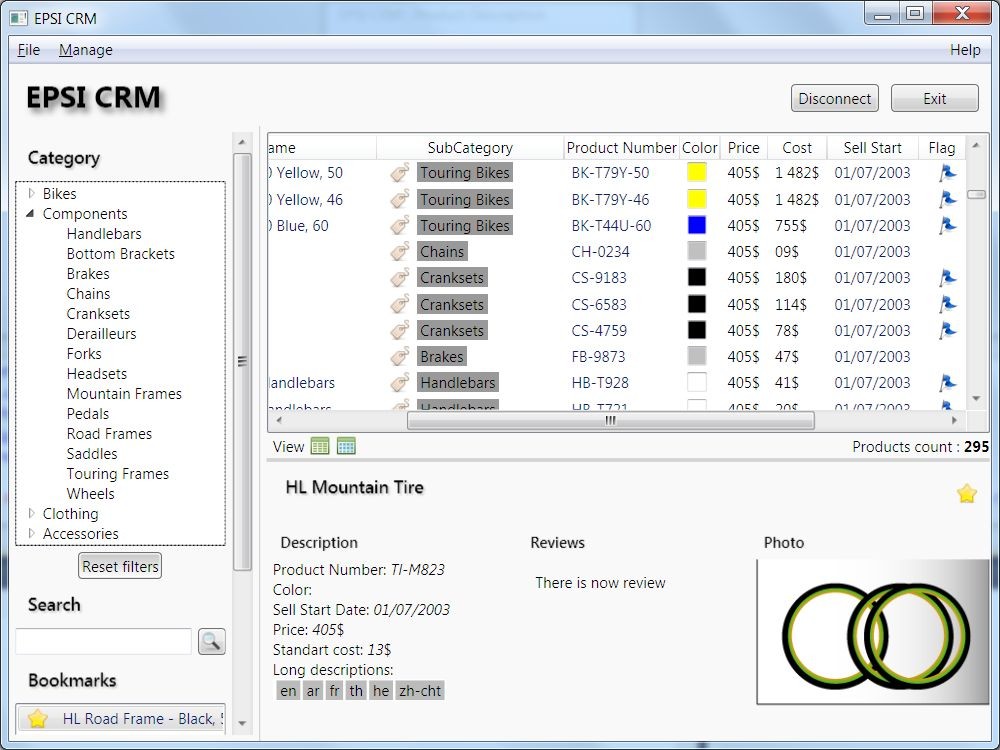 EPSI CRM
File Manage Help
EPSI CRM
Disconnect Exit
Category
Bikes
Components
Handlebars
Bottom Brackets
Brakes
Chains
Cranksets
Derailleurs
Forks
Headsets
Mountain Frames
Pedals
Road Frames
Saddles
Touring Frames
Wheels
Clothing
Accessories
Reset filters
Search
Bookmarks
HL Road Frame - Black,
ame SubCategory Product Number Color Price Cost Sell Start Flag
Yellow, 50 Touring Bikes BK-T79Y-50 405$ 1 482$ 01/07/2003
Yellow, 46 Touring Bikes BK-T79Y-46 405$ 1 482$ 01/07/2003
Blue, 60 Touring Bikes BK-T44U-60 405$ 755$ 01/07/2003
Chains CH-0234 405$ 09$ 01/07/2003
Cranksets CS-9183 405$ 180$ 01/07/2003
Cranksets CS-6583 405$ 114$ 01/07/2003
Cranksets CS-4759 405$ 78$ 01/07/2003
Brakes FB-9873 405$ 47$ 01/07/2003
landlebars Handlebars HB-T928 405$ 41$ 01/07/2003
andlebars Handlebars HB-T721 405$ 20$ 01/07/2003
View Products count : 295
HL Mountain Tire
Description
Product Number: TI-M823
Color:
Sell Start Date: 01/07/2003
Price: 405$
Standart cost: 13$
Long descriptions:
en ar fr th he zh-cht
Reviews
There is now review
Photo